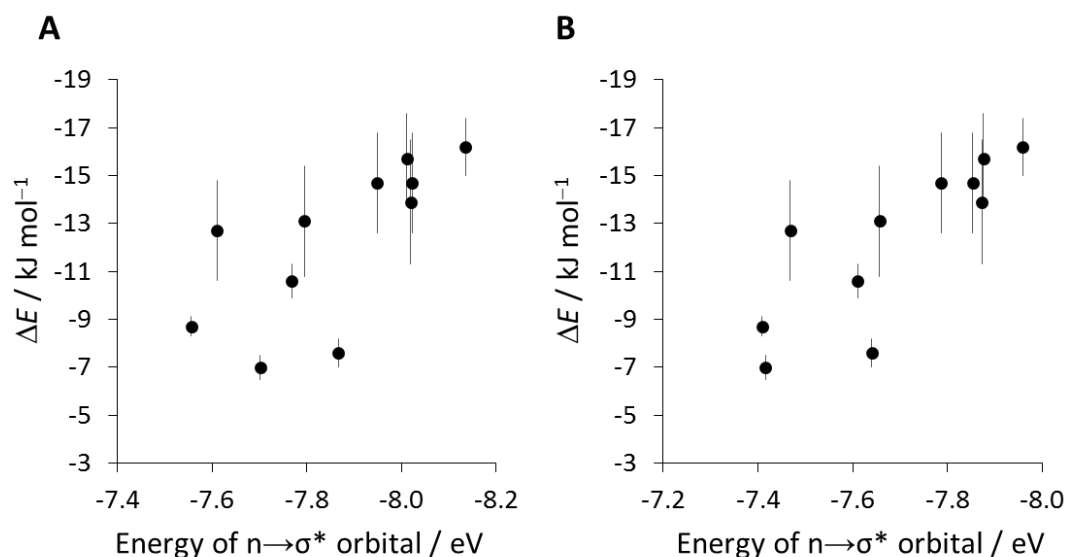 A
-19
-17
-15
-13
-11
-9
-7
-5
-3
ΔE / kJ mol⁻¹
-7.4 -7.6 -7.8 -8.0 -8.2
Energy of n→σ* orbital / eV
B
-19
-17
-15
-13
-11
-9
-7
-5
-3
ΔE / kJ mol⁻¹
-7.2 -7.4 -7.6 -7.8 -8.0
Energy of n→σ* orbital / eV